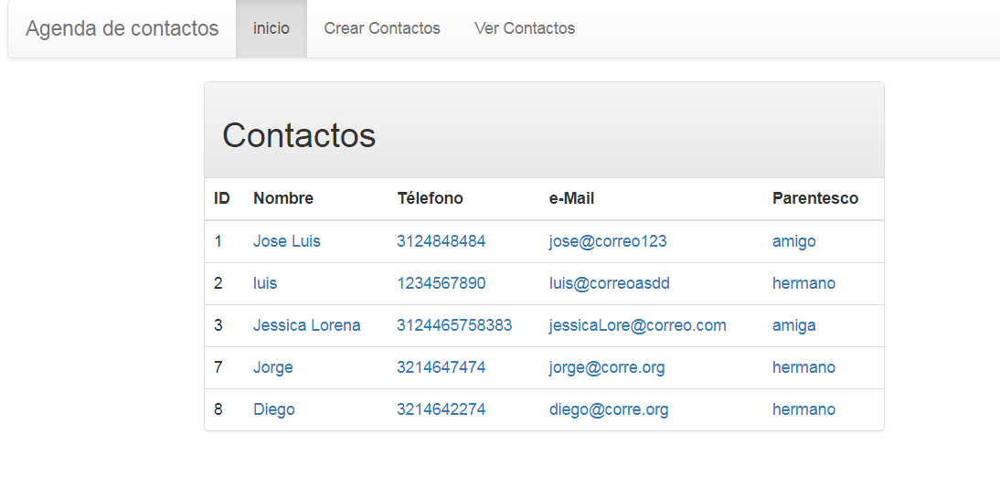 Agenda de contactos inicio Crear Contactos Ver Contactos
Contactos
ID Nombre Télefono e-Mail Parentesco
1 Jose Luis 3124848484 jose@correo123 amigo
2 luis 1234567890 luis@correoasdd hermano
3 Jessica Lorena 3124465758383 jessicaLore@correo.com amiga
7 Jorge 3214647474 jorge@corre.org hermano
8 Diego 3214642274 diego@corre.org hermano